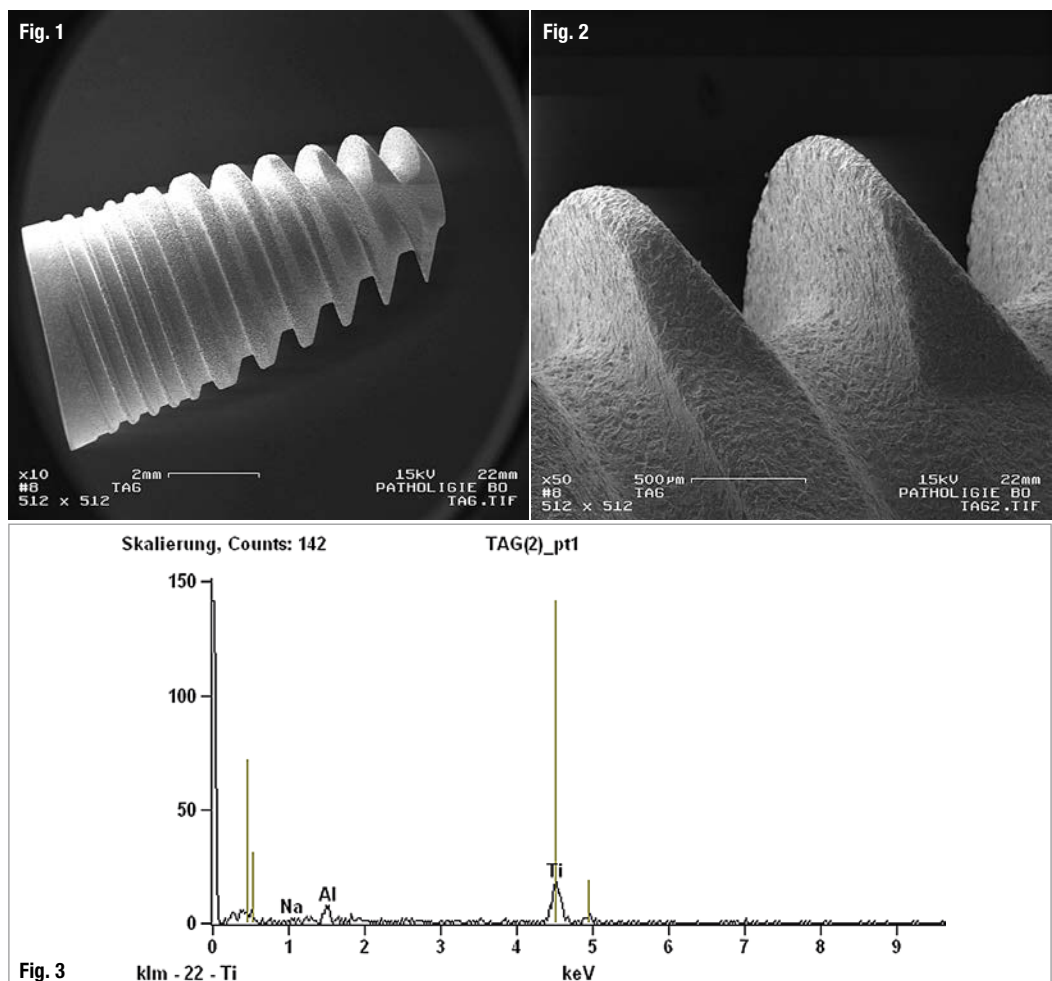 Fig. 1
x10 2mm 15kV 22mm
#8 TAG PATHOLIGIE BO
512 x 512 TAG.TIF
Fig. 2
x50 500µm 15kV 22mm
#8 TAG PATHOLIGIE BO
512 x 512 TAG2.TIF
Skalierung, Counts: 142 TAG(2)_pt1
150
100
50
0
Na Al Ti
0 1 2 3 4 5 6 7 8 9
Fig. 3 klm - 22 - Ti keV